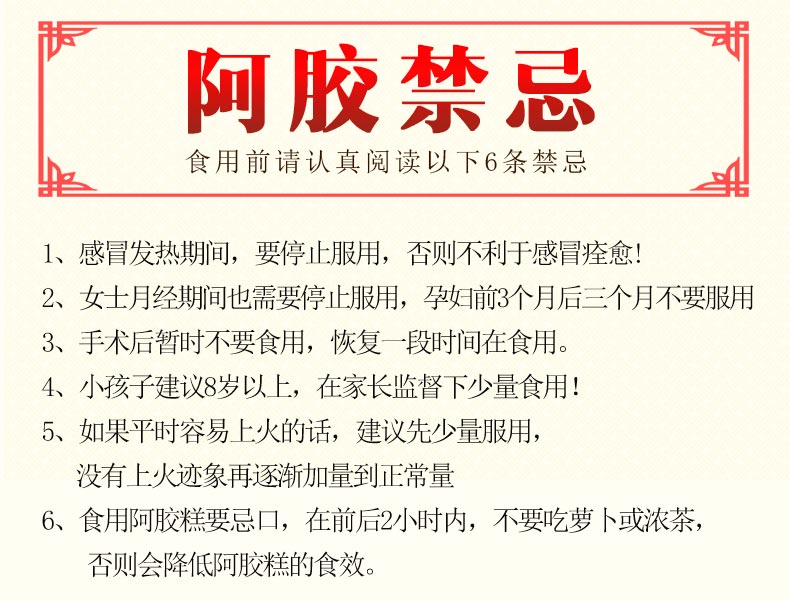 阿胶禁忌
食用前请认真阅读以下6条禁忌
1、感冒发热期间，要停止服用，否则不利于感冒痊愈!
2、女士月经期间也需要停止服用，孕妇前3个月后三个月不要服用
3、手术后暂时不要食用，恢复一段时间在食用。
4、小孩子建议8岁以上，在家长监督下少量食用！
5、如果平时容易上火的话，建议先少量服用，
没有上火迹象再逐渐加量到正常量
6、食用阿胶糕要忌口，在前后2小时内，不要吃萝卜或浓茶，
否则会降低阿胶糕的食效。